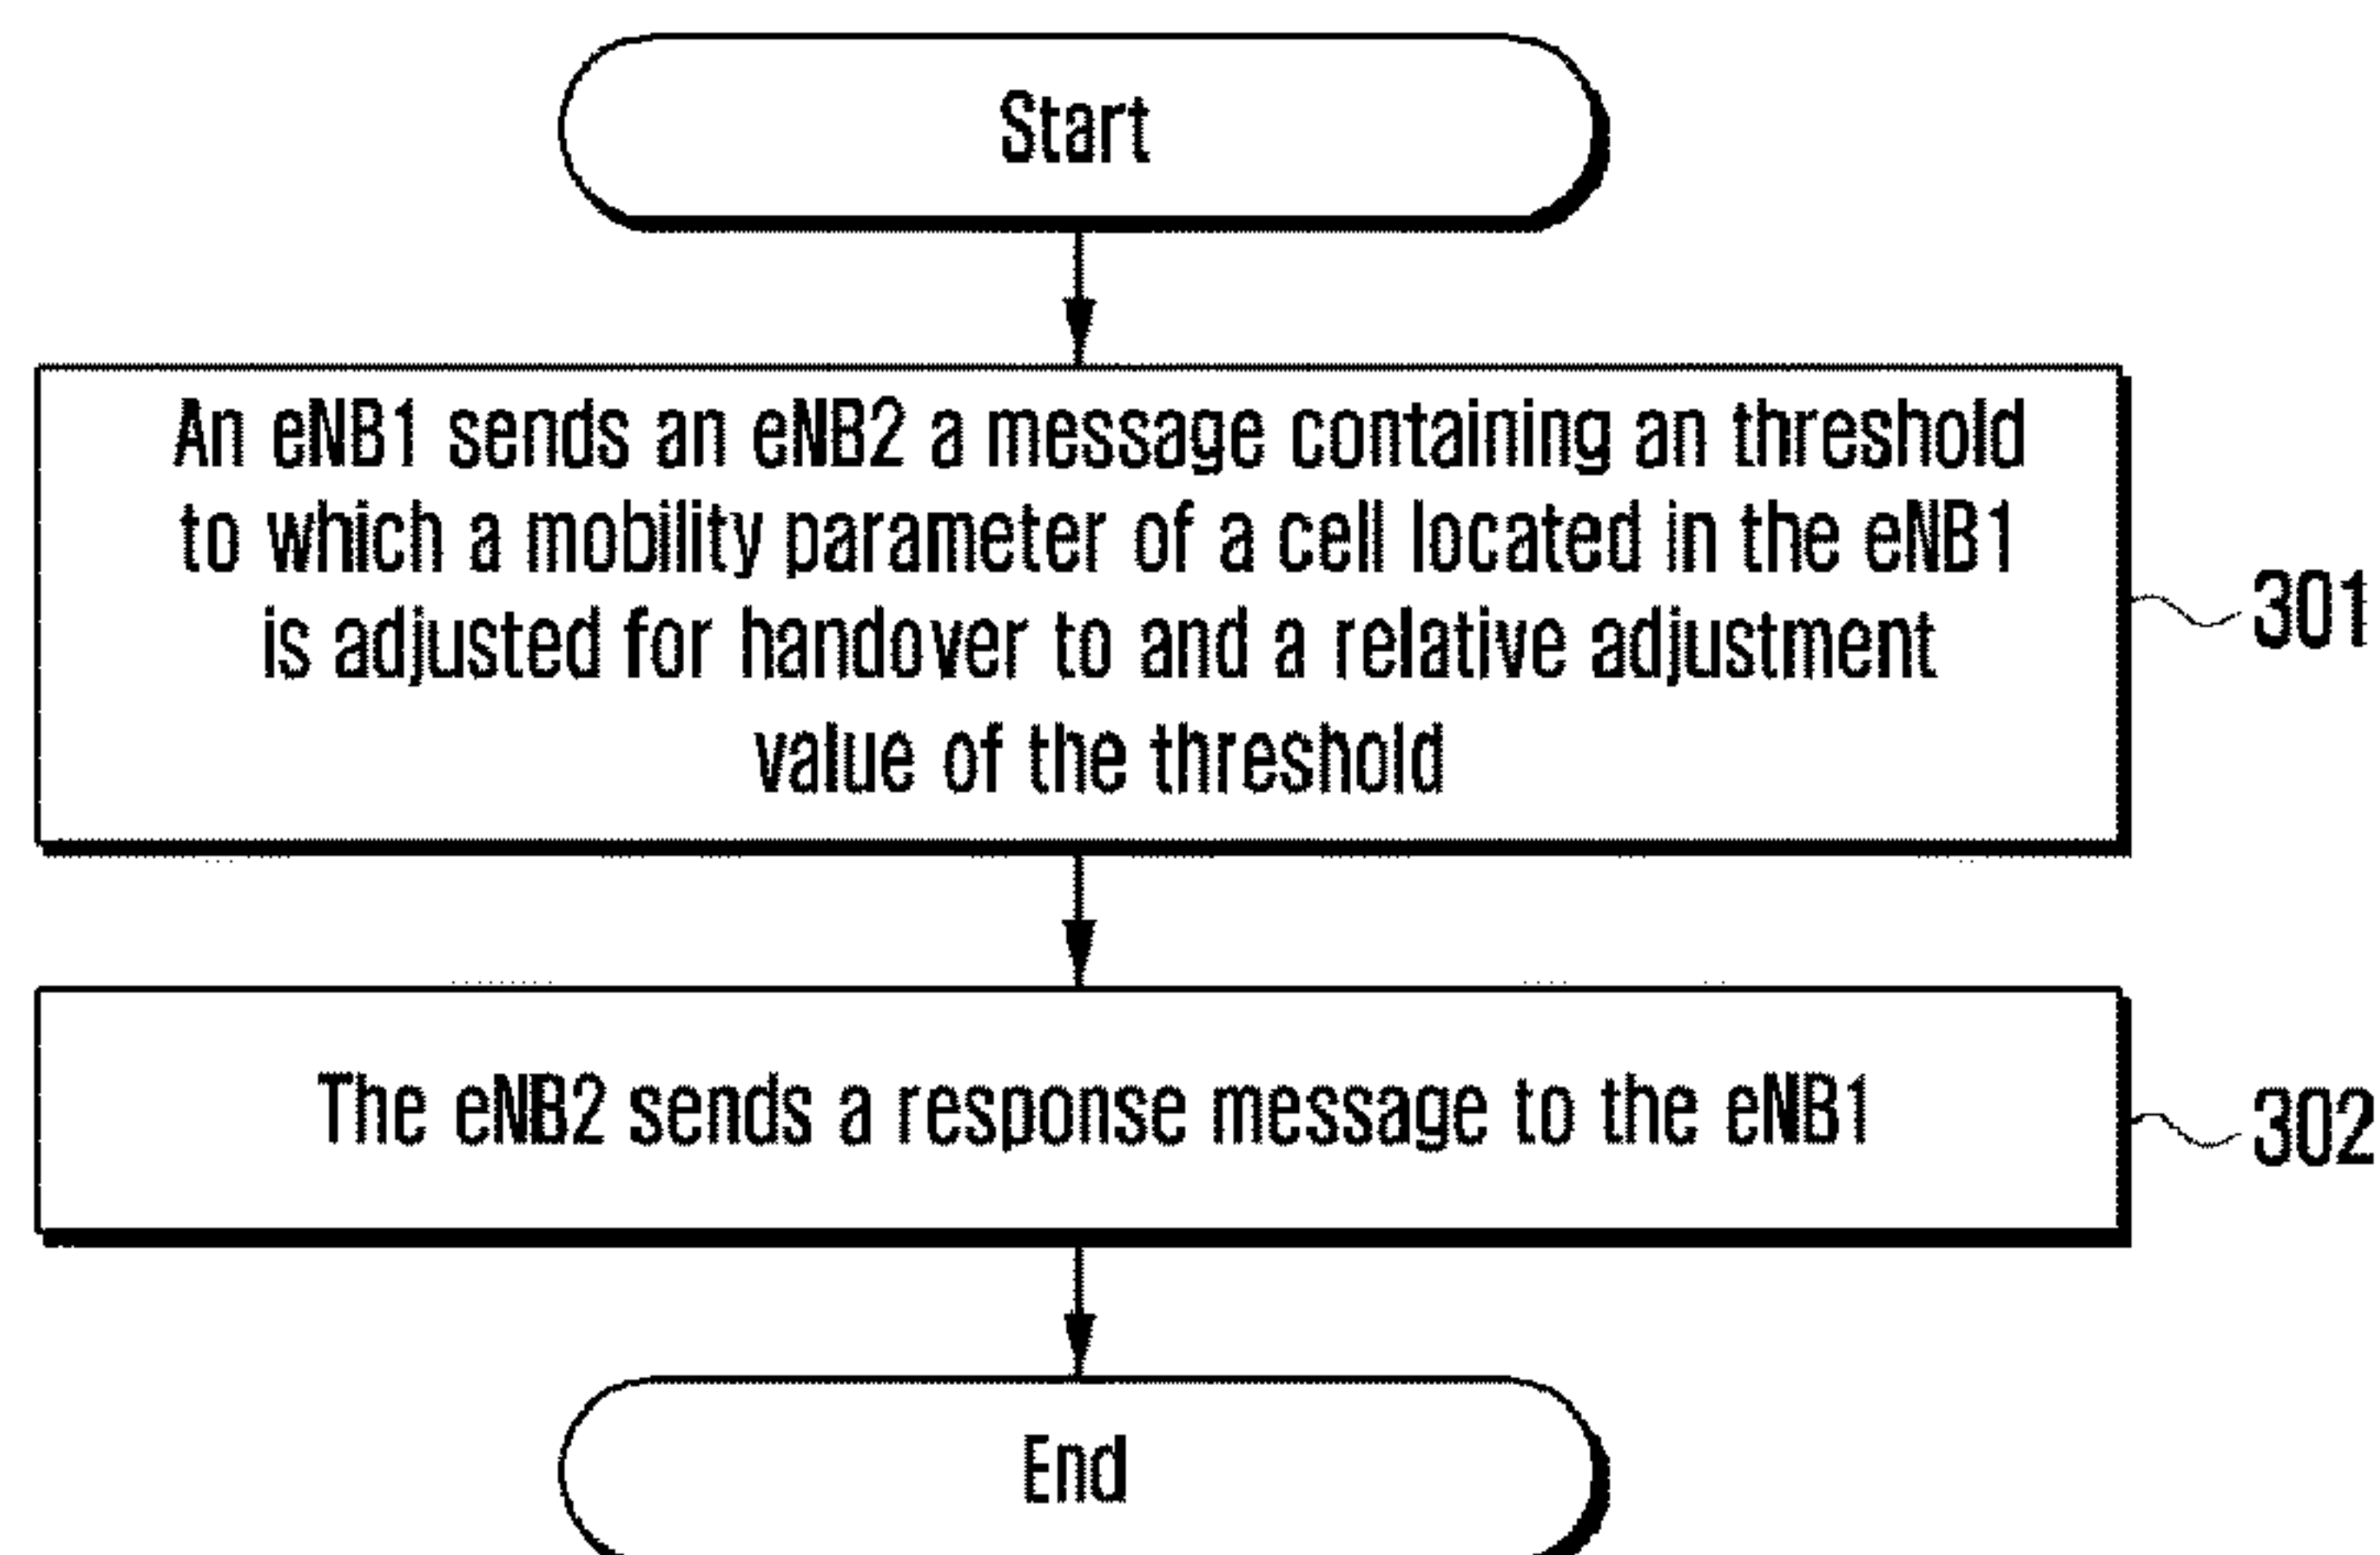 Start
An eNB1 sends an eNB2 a message containing an threshold
to which a mobility parameter of a cell located in the eNB1
is adjusted for handover to and a relative adjustment
value of the threshold
301
The eNB2 sends a response message to the eNB1
302
End